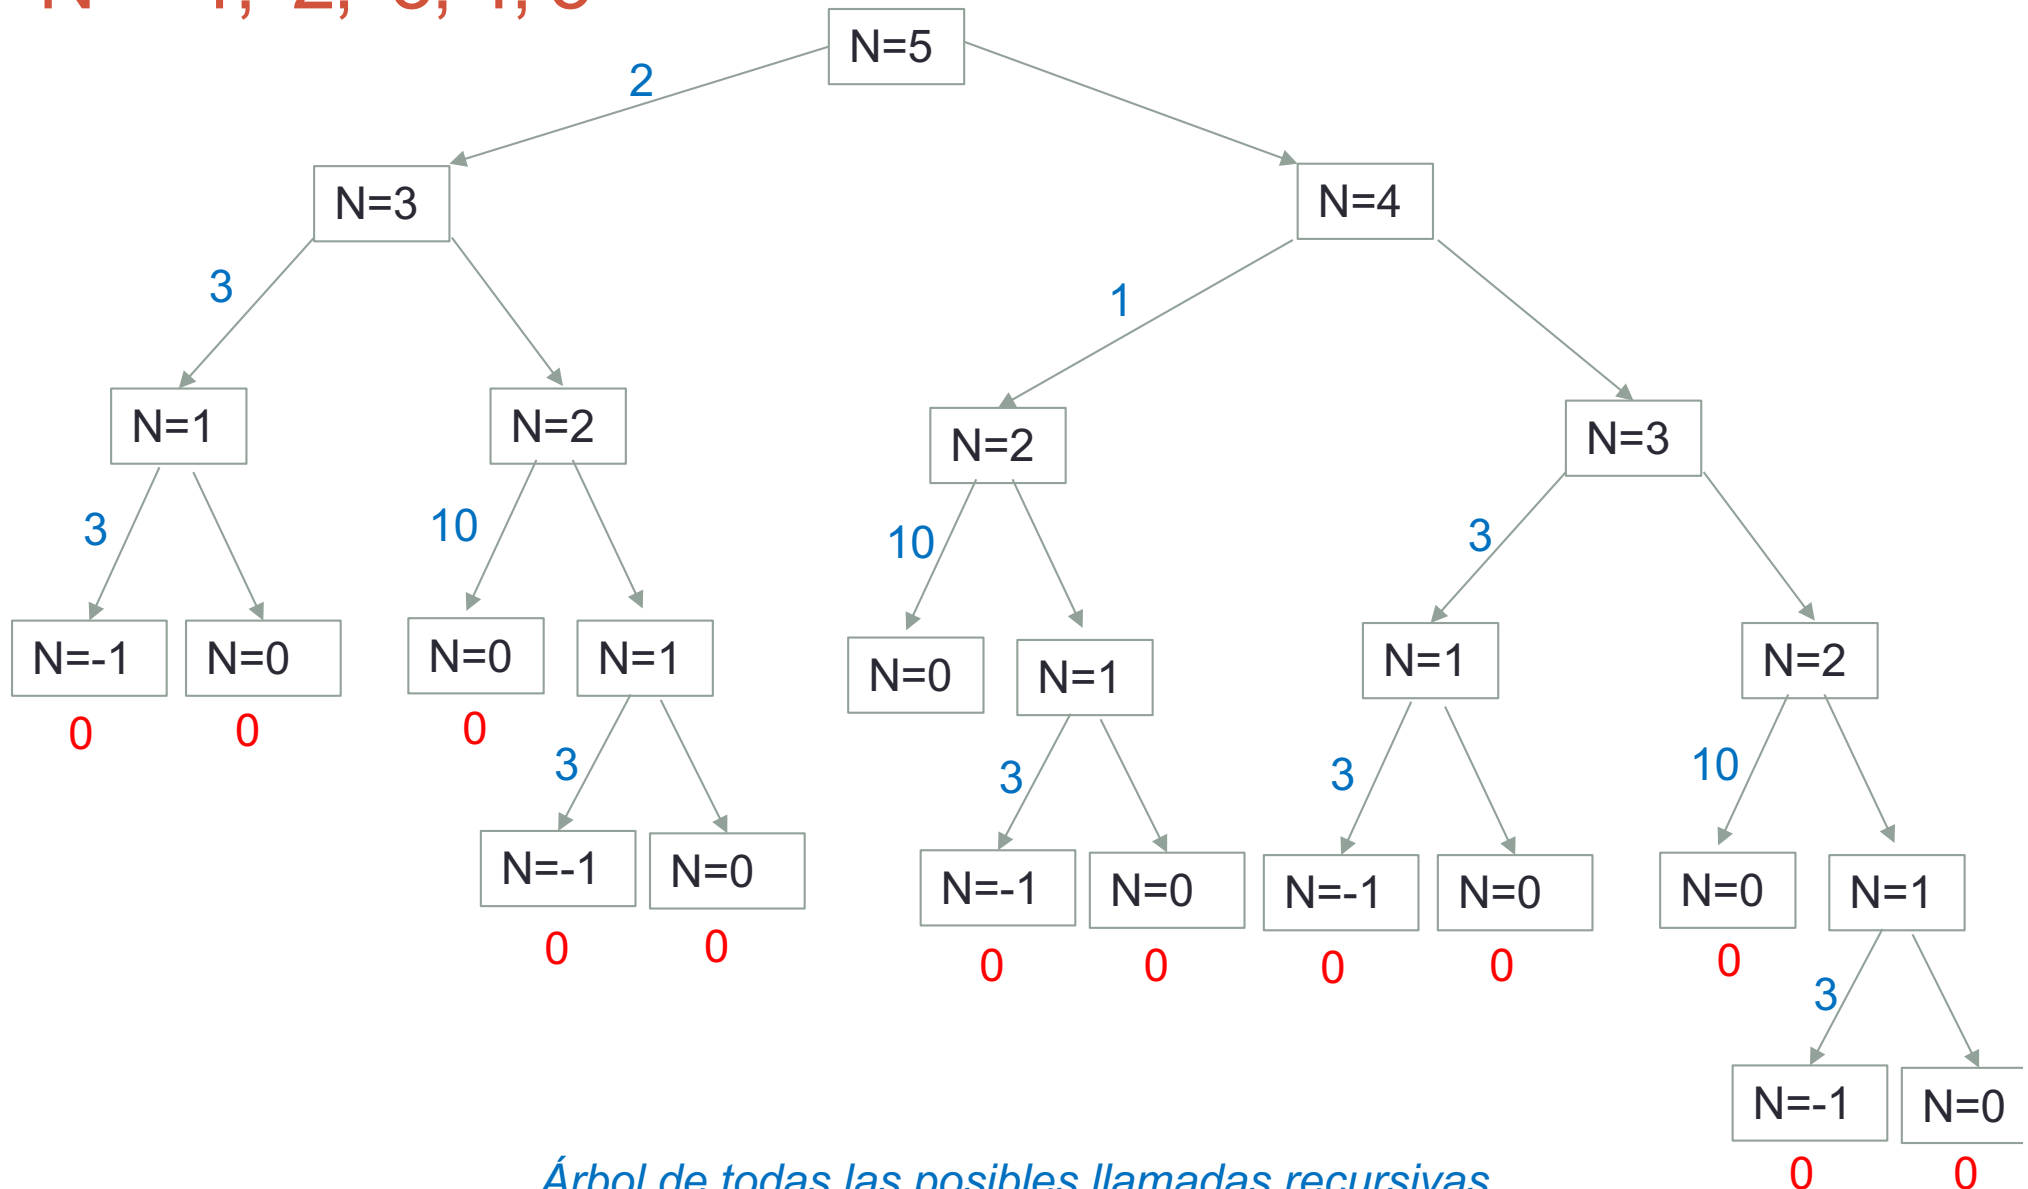 N=5
2
N=3 N=4
3 1
N=1 N=2 N=2 N=3
3 10 10 3
N=-1 N=0 N=0 N=1 N=0 N=1 N=1 N=2
0 0 0
3 3 3 10
N=-1 N=0 N=-1 N=0 N=-1 N=0 N=0 N=1
0 0 0 0 0 0 0
3
N=-1 N=0
0 0
Árbol de todas las posibles llamadas recursivas